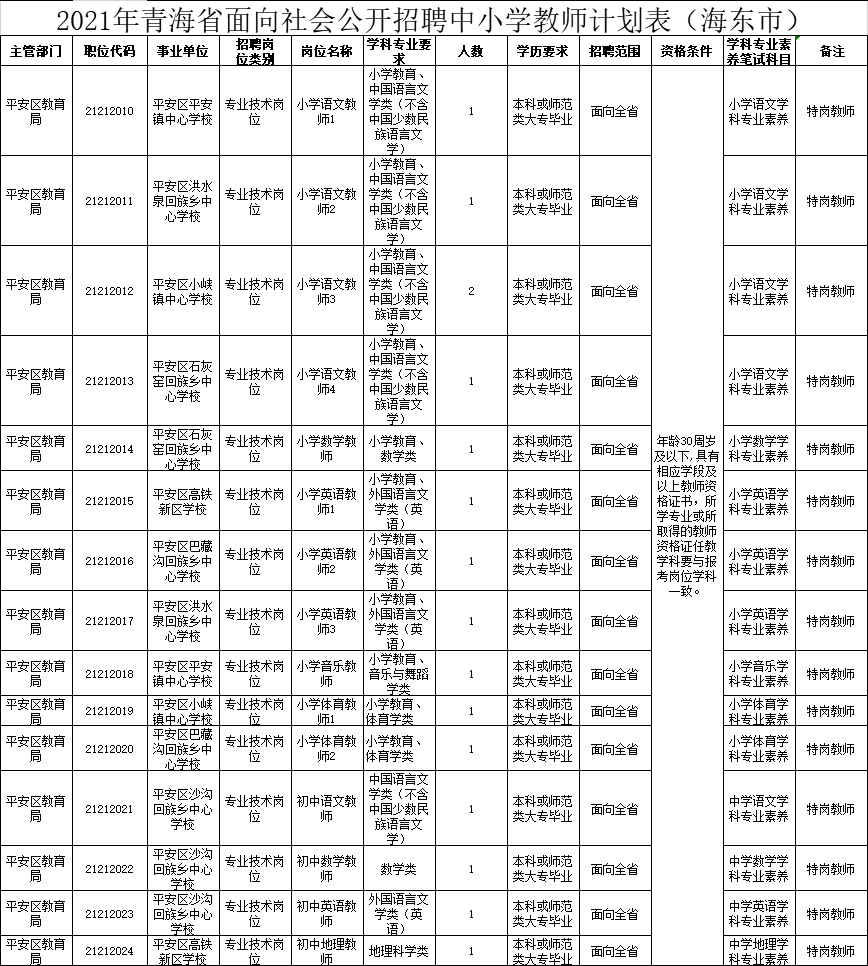 2021年青海省面向社会公开招聘中小学教师计划表（海东市）
主管部门 职位代码 事业单位 招聘岗位类别 岗位名称 学科专业要求 人数 学历要求 招聘范围 资格条件 学科专业素养笔试科目 备注
平安区教育局 21212010 平安区平安镇中心学校 专业技术岗位 小学语文教师1 小学教育、中国语言文学类（不含中国少数民族语言文学） 1 本科或师范类大专毕业 面向全省 小学语文学科专业素养 特岗教师
平安区教育局 21212011 平安区洪水泉回族乡中心学校 专业技术岗位 小学语文教师2 小学教育、中国语言文学类（不含中国少数民族语言文学） 1 本科或师范类大专毕业 面向全省 小学语文学科专业素养 特岗教师
平安区教育局 21212012 平安区小峡镇中心学校 专业技术岗位 小学语文教师3 小学教育、中国语言文学类（不含中国少数民族语言文学） 2 本科或师范类大专毕业 面向全省 小学语文学科专业素养 特岗教师
平安区教育局 21212013 平安区石灰窑回族乡中心学校 专业技术岗位 小学语文教师4 小学教育、中国语言文学类（不含中国少数民族语言文学） 1 本科或师范类大专毕业 面向全省 小学语文学科专业素养 特岗教师
平安区教育局 21212014 平安区石灰窑回族乡中心学校 专业技术岗位 小学数学教师 小学教育、数学类 1 本科或师范类大专毕业 面向全省 小学数学学科专业素养 特岗教师
年龄30周岁及以下,具有相应学段及以上教师资格证书，所学专业或所取得的教师资格证任教学科要与报考岗位学科一致。
平安区教育局 21212015 平安区高铁新区学校 专业技术岗位 小学英语教师1 小学教育、外国语言文学类（英语） 1 本科或师范类大专毕业 面向全省 小学英语学科专业素养 特岗教师
平安区教育局 21212016 平安区巴藏沟回族乡中心学校 专业技术岗位 小学英语教师2 小学教育、外国语言文学类（英语） 1 本科或师范类大专毕业 面向全省 小学英语学科专业素养 特岗教师
平安区教育局 21212017 平安区洪水泉回族乡中心学校 专业技术岗位 小学英语教师3 小学教育、外国语言文学类（英语） 1 本科或师范类大专毕业 面向全省 小学英语学科专业素养 特岗教师
平安区教育局 21212018 平安区平安镇中心学校 专业技术岗位 小学音乐教师 小学教育、音乐与舞蹈学类 1 本科或师范类大专毕业 面向全省 小学音乐学科专业素养 特岗教师
平安区教育局 21212019 平安区小峡镇中心学校 专业技术岗位 小学体育教师1 小学教育、体育学类 1 本科或师范类大专毕业 面向全省 小学体育学科专业素养 特岗教师
平安区教育局 21212020 平安区巴藏沟回族乡中心学校 专业技术岗位 小学体育教师2 小学教育、体育学类 1 本科或师范类大专毕业 面向全省 小学体育学科专业素养 特岗教师
平安区教育局 21212021 平安区沙沟回族乡中心学校 专业技术岗位 初中语文教师 中国语言文学类（不含中国少数民族语言文学） 1 本科或师范类大专毕业 面向全省 中学语文学科专业素养 特岗教师
平安区教育局 21212022 平安区沙沟回族乡中心学校 专业技术岗位 初中数学教师 数学类 1 本科或师范类大专毕业 面向全省 中学数学学科专业素养 特岗教师
平安区教育局 21212023 平安区沙沟回族乡中心学校 专业技术岗位 初中英语教师 外国语言文学类（英语） 1 本科或师范类大专毕业 面向全省 中学英语学科专业素养 特岗教师
平安区教育局 21212024 平安区高铁新区学校 专业技术岗位 初中地理教师 地理科学类 1 本科或师范类大专毕业 面向全省 中学地理学科专业素养 特岗教师